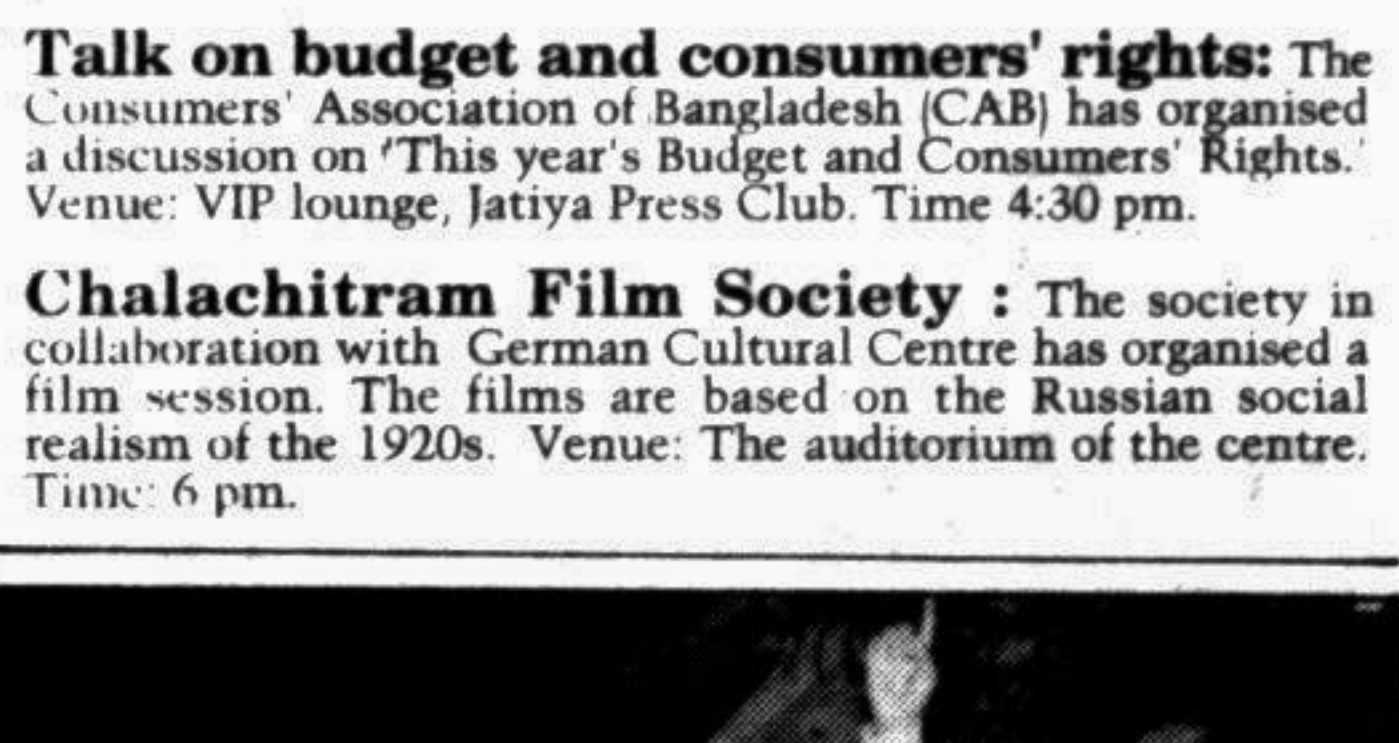 Talk on budget and consumers' rights: The
Consumers' Association of Bangladesh (CAB) has organised
a discussion on 'This year's Budget and Consumers' Rights.'
Venue: VIP lounge, Jatiya Press Club. Time 4:30 pm.
Chalachitram Film Society : The society in
collaboration with German Cultural Centre has organised a
film session. The films are based on the Russian social
realism of the 1920s. Venue: The auditorium of the centre.
Time: 6 pm.